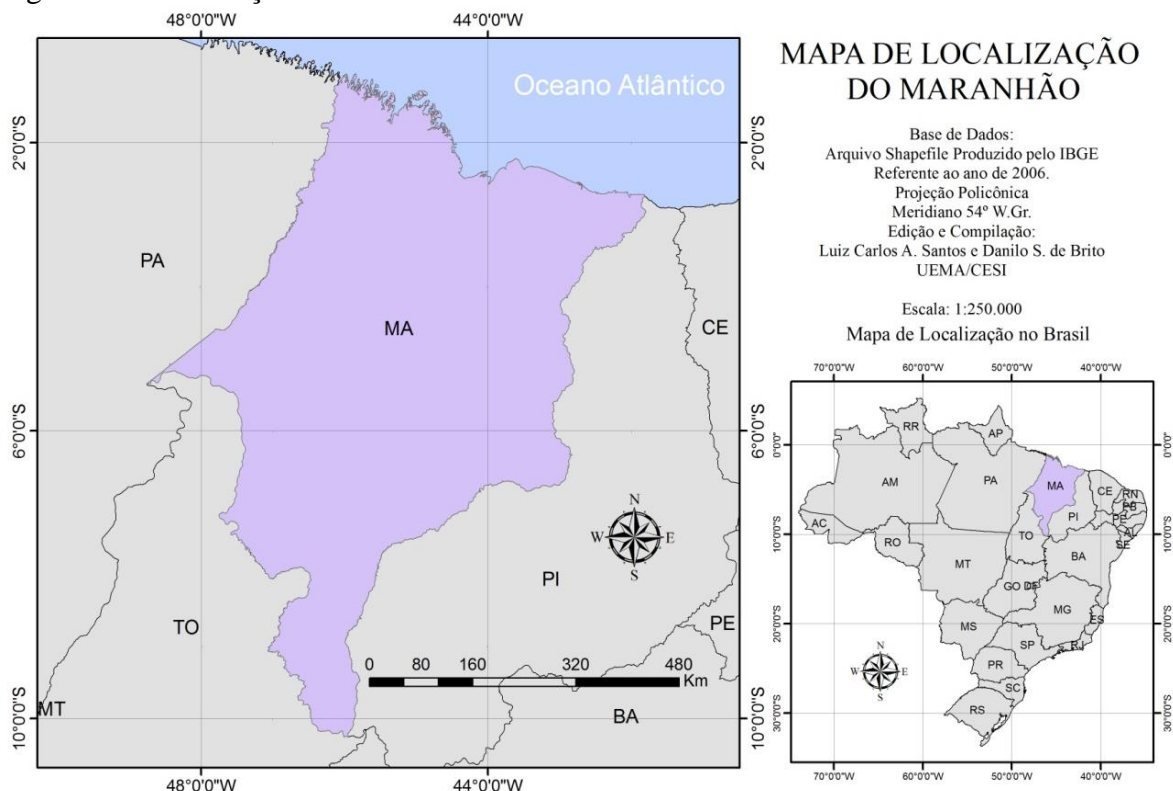 48°0'0"W
44°0'0"W
Oceano Atlântico
2°0'0"S
2°0'0"S
PA
MA
CE
6°0'0"S
6°0'0"S
N
W
E
S
PI
TO
PE
0
80
160
320
480
Km
MT
BA
10°0'0"S
10°0'0"S
48°0'0"W
44°0'0"W
MAPA DE LOCALIZAÇÃO
DO MARANHÃO
Base de Dados:
Arquivo Shapefile Produzido pelo IBGE
Referente ao ano de 2006.
Projeção Policônica
Meridiano 54º W.Gr.
Edição e Compilação:
Luiz Carlos A. Santos e Danilo S. de Brito
UEMA/CESI
Escala: 1:250.000
Mapa de Localização no Brasil
70°0'0"W
60°0'0"W
50°0'0"W
40°0'0"W
0°0'0"
0°0'0"
RR
AP
AM
PA
MA
CE
RN
PB
PI
PE
AC
AL
10°0'0"S
10°0'0"S
SE
RO
TO
BA
MT
GO
DF
MG
20°0'0"S
20°0'0"S
ES
MS
SP
RJ
N
W
E
S
PR
SC
RS
30°0'0"S
30°0'0"S
70°0'0"W
60°0'0"W
50°0'0"W
40°0'0"W